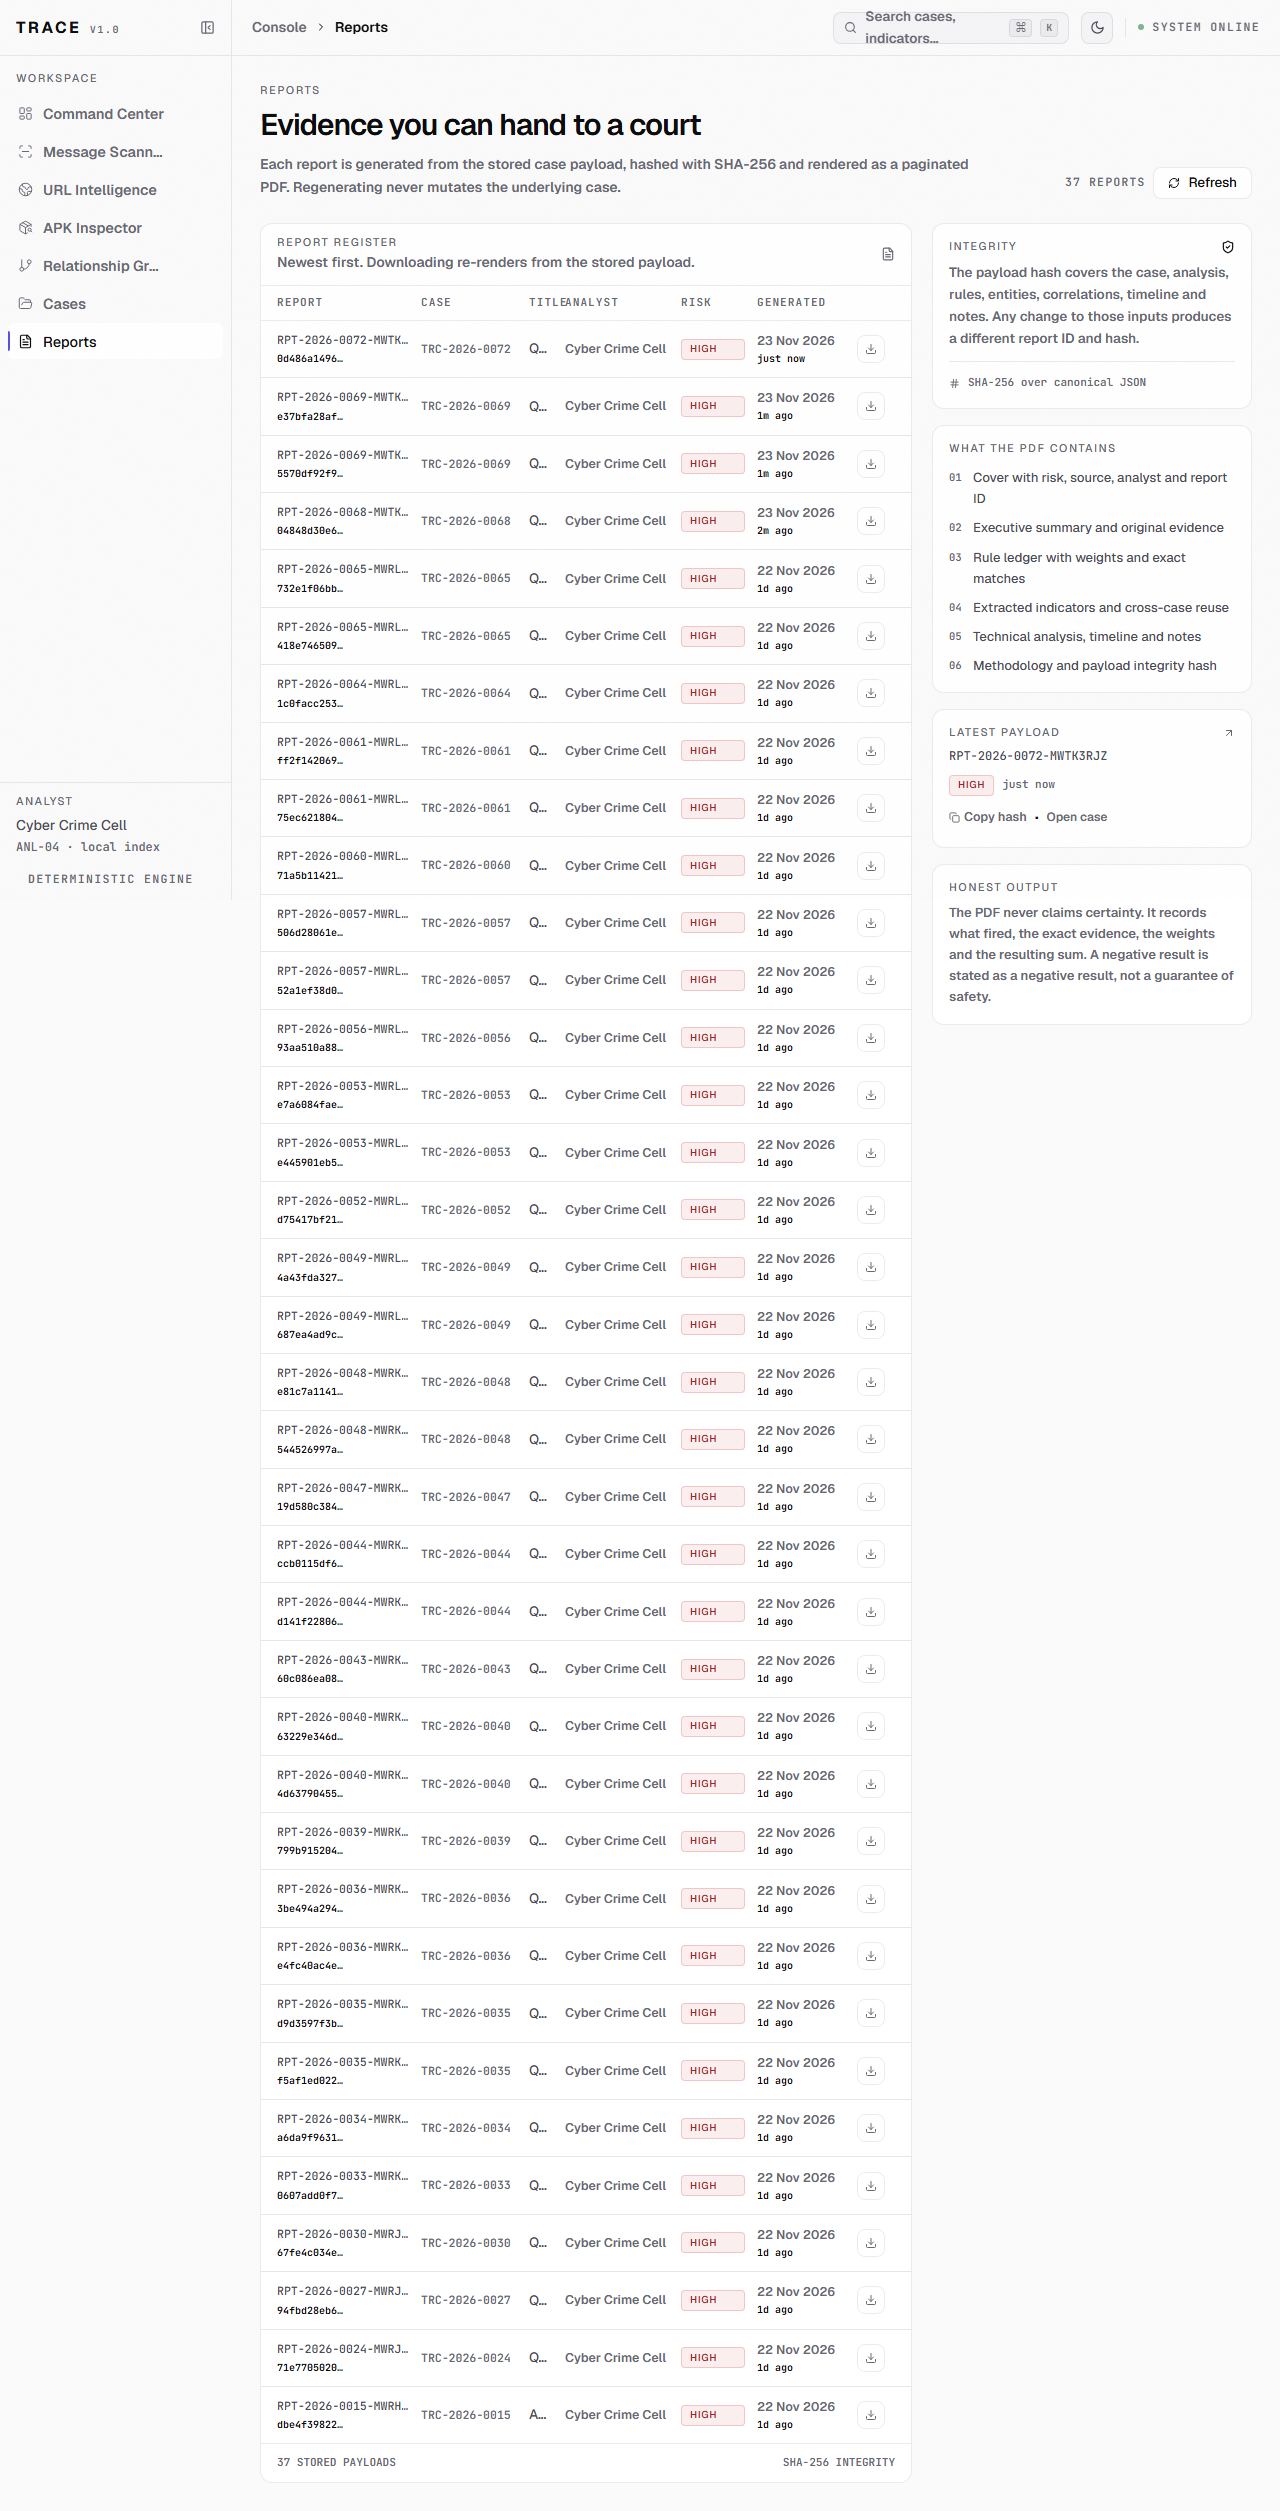 TRACE V1.0
Console > Reports
Search cases, indicators...
⌘ K
SYSTEM ONLINE
WORKSPACE
Command Center
Message Scann...
URL Intelligence
APK Inspector
Relationship Gr...
Cases
Reports
ANALYST
Cyber Crime Cell
ANL-04 · local index
DETERMINISTIC ENGINE
REPORTS
Evidence you can hand to a court
Each report is generated from the stored case payload, hashed with SHA-256 and rendered as a paginated
PDF. Regenerating never mutates the underlying case.
37 REPORTS
Refresh
REPORT REGISTER
Newest first. Downloading re-renders from the stored payload.
REPORT CASE TITLE ANALYST RISK GENERATED
RPT-2026-0072-MWTK… TRC-2026-0072 Q... Cyber Crime Cell HIGH 23 Nov 2026
0d486a1496… just now
RPT-2026-0069-MWTK… TRC-2026-0069 Q... Cyber Crime Cell HIGH 23 Nov 2026
e37bfa28af… 1m ago
RPT-2026-0069-MWTK… TRC-2026-0069 Q... Cyber Crime Cell HIGH 23 Nov 2026
5570df92f9… 1m ago
RPT-2026-0068-MWTK… TRC-2026-0068 Q... Cyber Crime Cell HIGH 23 Nov 2026
04848d30e6… 2m ago
RPT-2026-0065-MWRL… TRC-2026-0065 Q... Cyber Crime Cell HIGH 22 Nov 2026
732e1f06bb… 1d ago
RPT-2026-0065-MWRL… TRC-2026-0065 Q... Cyber Crime Cell HIGH 22 Nov 2026
418e746509… 1d ago
RPT-2026-0064-MWRL… TRC-2026-0064 Q... Cyber Crime Cell HIGH 22 Nov 2026
1c0facc253… 1d ago
RPT-2026-0061-MWRL… TRC-2026-0061 Q... Cyber Crime Cell HIGH 22 Nov 2026
ff2f142069… 1d ago
RPT-2026-0061-MWRL… TRC-2026-0061 Q... Cyber Crime Cell HIGH 22 Nov 2026
75ec621804… 1d ago
RPT-2026-0060-MWRL… TRC-2026-0060 Q... Cyber Crime Cell HIGH 22 Nov 2026
71a5b11421… 1d ago
RPT-2026-0057-MWRL… TRC-2026-0057 Q... Cyber Crime Cell HIGH 22 Nov 2026
506d28061e… 1d ago
RPT-2026-0057-MWRL… TRC-2026-0057 Q... Cyber Crime Cell HIGH 22 Nov 2026
52a1ef38d0… 1d ago
RPT-2026-0056-MWRL… TRC-2026-0056 Q... Cyber Crime Cell HIGH 22 Nov 2026
93aa510a88… 1d ago
RPT-2026-0053-MWRL… TRC-2026-0053 Q... Cyber Crime Cell HIGH 22 Nov 2026
e7a6084fae… 1d ago
RPT-2026-0053-MWRL… TRC-2026-0053 Q... Cyber Crime Cell HIGH 22 Nov 2026
e445901eb5… 1d ago
RPT-2026-0052-MWRL… TRC-2026-0052 Q... Cyber Crime Cell HIGH 22 Nov 2026
d75417bf21… 1d ago
RPT-2026-0049-MWRL… TRC-2026-0049 Q... Cyber Crime Cell HIGH 22 Nov 2026
4a43fda327… 1d ago
RPT-2026-0049-MWRL… TRC-2026-0049 Q... Cyber Crime Cell HIGH 22 Nov 2026
687ea4ad9c… 1d ago
RPT-2026-0048-MWRK… TRC-2026-0048 Q... Cyber Crime Cell HIGH 22 Nov 2026
e81c7a1141… 1d ago
RPT-2026-0048-MWRK… TRC-2026-0048 Q... Cyber Crime Cell HIGH 22 Nov 2026
544526997a… 1d ago
RPT-2026-0047-MWRK… TRC-2026-0047 Q... Cyber Crime Cell HIGH 22 Nov 2026
19d580c384… 1d ago
RPT-2026-0044-MWRK… TRC-2026-0044 Q... Cyber Crime Cell HIGH 22 Nov 2026
ccb0115df6… 1d ago
RPT-2026-0044-MWRK… TRC-2026-0044 Q... Cyber Crime Cell HIGH 22 Nov 2026
d141f22806… 1d ago
RPT-2026-0043-MWRK… TRC-2026-0043 Q... Cyber Crime Cell HIGH 22 Nov 2026
60c086ea08… 1d ago
RPT-2026-0040-MWRK… TRC-2026-0040 Q... Cyber Crime Cell HIGH 22 Nov 2026
63229e346d… 1d ago
RPT-2026-0040-MWRK… TRC-2026-0040 Q... Cyber Crime Cell HIGH 22 Nov 2026
4d63790455… 1d ago
RPT-2026-0039-MWRK… TRC-2026-0039 Q... Cyber Crime Cell HIGH 22 Nov 2026
799b915204… 1d ago
RPT-2026-0036-MWRK… TRC-2026-0036 Q... Cyber Crime Cell HIGH 22 Nov 2026
3be494a294… 1d ago
RPT-2026-0036-MWRK… TRC-2026-0036 Q... Cyber Crime Cell HIGH 22 Nov 2026
e4fc40ac4e… 1d ago
RPT-2026-0035-MWRK… TRC-2026-0035 Q... Cyber Crime Cell HIGH 22 Nov 2026
d9d3597f3b… 1d ago
RPT-2026-0035-MWRK… TRC-2026-0035 Q... Cyber Crime Cell HIGH 22 Nov 2026
f5af1ed022… 1d ago
RPT-2026-0034-MWRK… TRC-2026-0034 Q... Cyber Crime Cell HIGH 22 Nov 2026
a6da9f9631… 1d ago
RPT-2026-0033-MWRK… TRC-2026-0033 Q... Cyber Crime Cell HIGH 22 Nov 2026
0607add0f7… 1d ago
RPT-2026-0030-MWRJ… TRC-2026-0030 Q... Cyber Crime Cell HIGH 22 Nov 2026
67fe4c034e… 1d ago
RPT-2026-0027-MWRJ… TRC-2026-0027 Q... Cyber Crime Cell HIGH 22 Nov 2026
94fbd28eb6… 1d ago
RPT-2026-0024-MWRJ… TRC-2026-0024 Q... Cyber Crime Cell HIGH 22 Nov 2026
71e7705020… 1d ago
RPT-2026-0015-MWRH… TRC-2026-0015 A... Cyber Crime Cell HIGH 22 Nov 2026
dbe4f39822… 1d ago
37 STORED PAYLOADS SHA-256 INTEGRITY
INTEGRITY
The payload hash covers the case, analysis,
rules, entities, correlations, timeline and
notes. Any change to those inputs produces
a different report ID and hash.
# SHA-256 over canonical JSON
WHAT THE PDF CONTAINS
01 Cover with risk, source, analyst and report
ID
02 Executive summary and original evidence
03 Rule ledger with weights and exact
matches
04 Extracted indicators and cross-case reuse
05 Technical analysis, timeline and notes
06 Methodology and payload integrity hash
LATEST PAYLOAD
RPT-2026-0072-MWTK3RJZ
HIGH just now
Copy hash · Open case
HONEST OUTPUT
The PDF never claims certainty. It records
what fired, the exact evidence, the weights
and the resulting sum. A negative result is
stated as a negative result, not a guarantee of
safety.